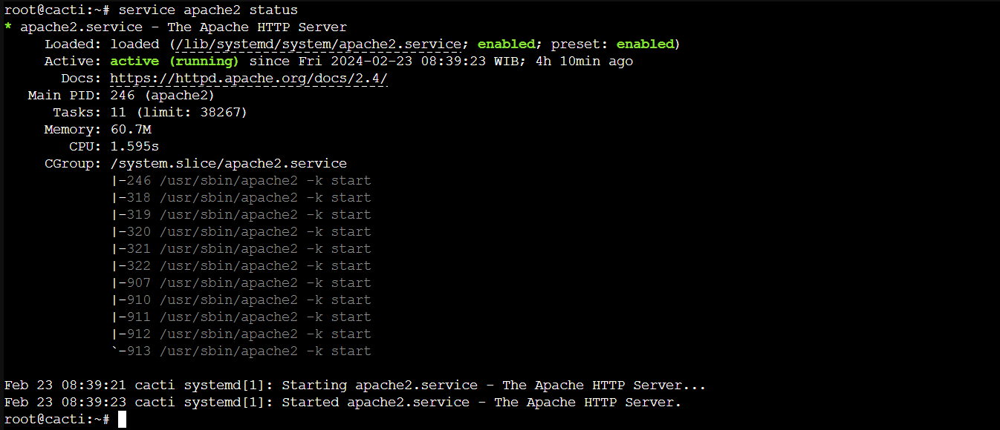 root@cacti:~# service apache2 status
* apache2.service - The Apache HTTP Server
     Loaded: loaded (/lib/systemd/system/apache2.service; enabled; preset: enabled)
     Active: active (running) since Fri 2024-02-23 08:39:23 WIB; 4h 10min ago
       Docs: https://httpd.apache.org/docs/2.4/
   Main PID: 246 (apache2)
      Tasks: 11 (limit: 38267)
     Memory: 60.7M
        CPU: 1.595s
     CGroup: /system.slice/apache2.service
             |-246 /usr/sbin/apache2 -k start
             |-318 /usr/sbin/apache2 -k start
             |-319 /usr/sbin/apache2 -k start
             |-320 /usr/sbin/apache2 -k start
             |-321 /usr/sbin/apache2 -k start
             |-322 /usr/sbin/apache2 -k start
             |-907 /usr/sbin/apache2 -k start
             |-910 /usr/sbin/apache2 -k start
             |-911 /usr/sbin/apache2 -k start
             |-912 /usr/sbin/apache2 -k start
             `-913 /usr/sbin/apache2 -k start

Feb 23 08:39:21 cacti systemd[1]: Starting apache2.service - The Apache HTTP Server...
Feb 23 08:39:23 cacti systemd[1]: Started apache2.service - The Apache HTTP Server.
root@cacti:~#